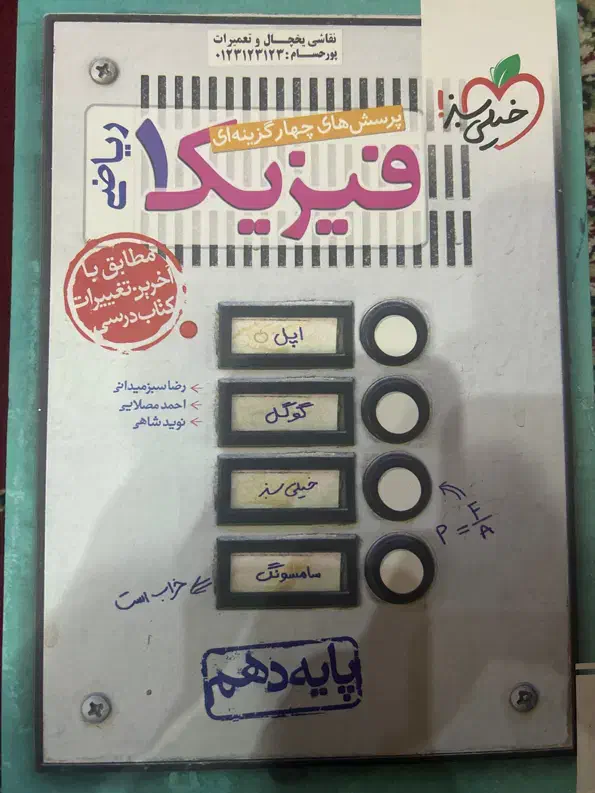 نقاشی یخچال و تعمیرات
پورحسام: ۰۱۲۳۱۲۳۱۲۳
خیلی سبز!
پرسش‌های چهارگزینه‌ای
فیزیک ۱
ریاضی
مطابق با
آخرین تغییرات
کتاب درسی
اپل
رضا سبزمیدانی
احمد مصلایی
نوید شاهی
گوگل
خیلی سبز
P = F/A
سامسونگ
خراب است
پایه دهم